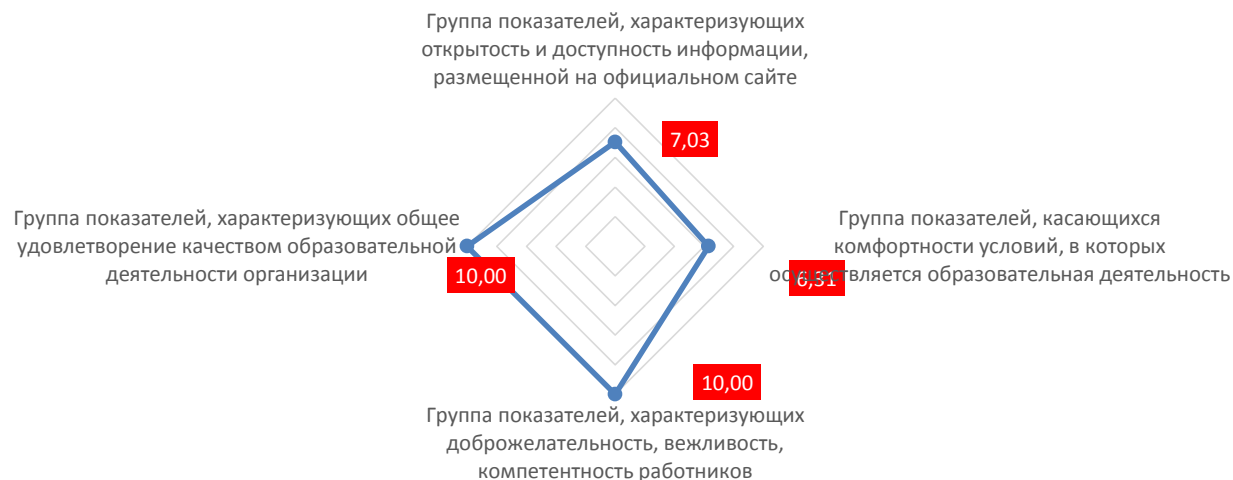 Группа показателей, характеризующих
открытость и доступность информации,
размещенной на официальном сайте
7,03
Группа показателей, характеризующих общее
удовлетворение качеством образовательной
деятельности организации
10,00
Группа показателей, касающихся
комфортности условий, в которых
осуществляется образовательная деятельность
6,31
10,00
Группа показателей, характеризующих
доброжелательность, вежливость,
компетентность работников